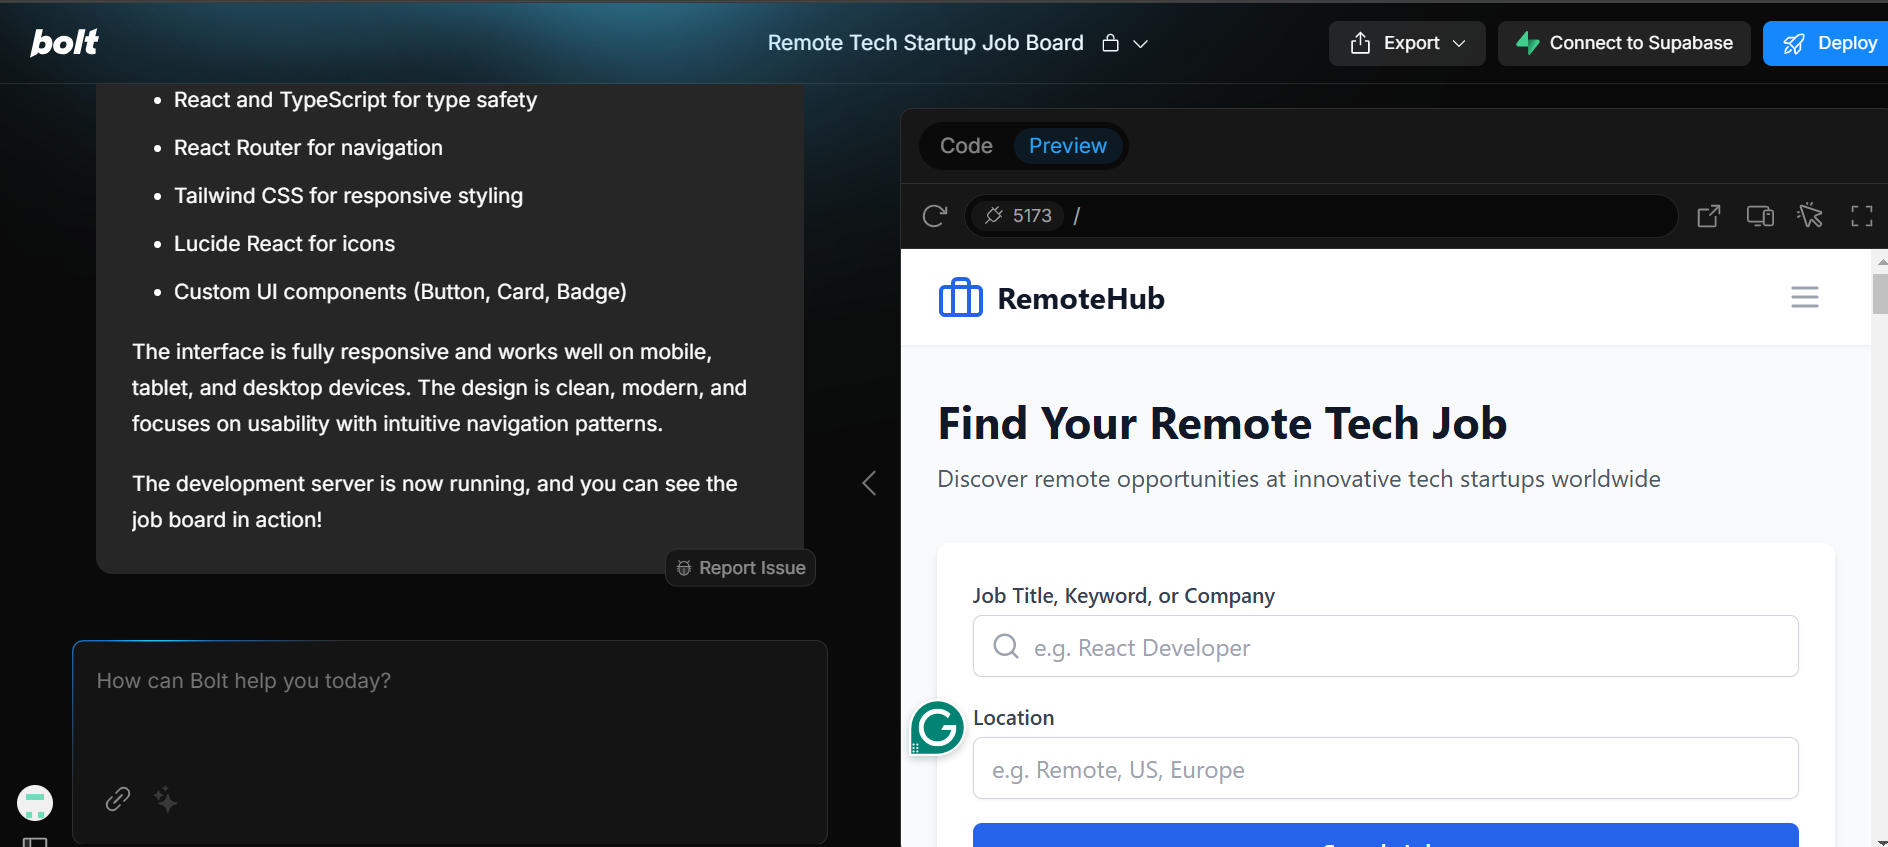 bolt
Remote Tech Startup Job Board
Export
Connect to Supabase
Deploy
• React and TypeScript for type safety
• React Router for navigation
• Tailwind CSS for responsive styling
• Lucide React for icons
• Custom UI components (Button, Card, Badge)
The interface is fully responsive and works well on mobile,
tablet, and desktop devices. The design is clean, modern, and
focuses on usability with intuitive navigation patterns.
The development server is now running, and you can see the
job board in action!
Report Issue
How can Bolt help you today?
Code
Preview
5173 /
RemoteHub
Find Your Remote Tech Job
Discover remote opportunities at innovative tech startups worldwide
Job Title, Keyword, or Company
e.g. React Developer
Location
e.g. Remote, US, Europe